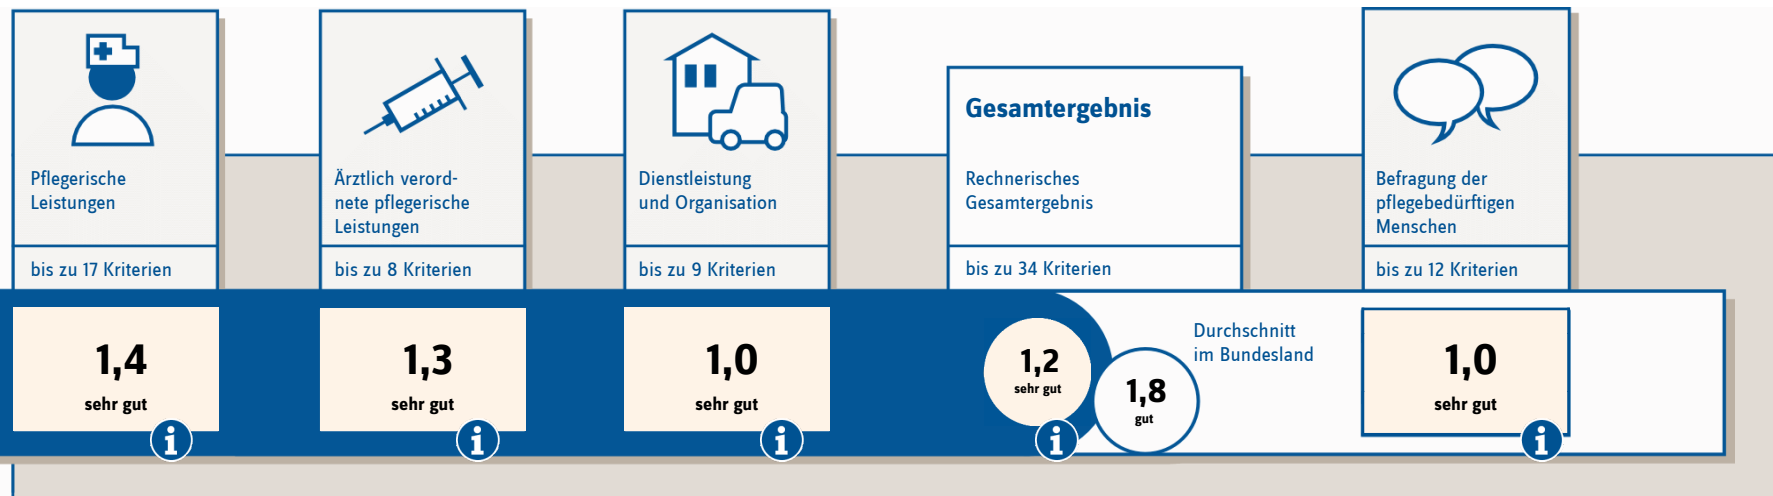 Pflegerische
Leistungen
bis zu 17 Kriterien
1,4
sehr gut
i
Ärztlich verord-
nete pflegerische
Leistungen
bis zu 8 Kriterien
1,3
sehr gut
i
Dienstleistung
und Organisation
bis zu 9 Kriterien
1,0
sehr gut
i
Gesamtergebnis
Rechnerisches
Gesamtergebnis
bis zu 34 Kriterien
1,2
sehr gut
i
1,8
gut
Durchschnitt
im Bundesland
Befragung der
pflegebedürftigen
Menschen
bis zu 12 Kriterien
1,0
sehr gut
i